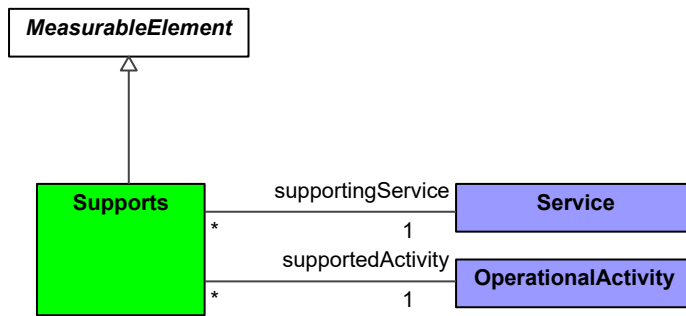 MeasurableElement
Supports
supportingService
Service
*
1
supportedActivity
OperationalActivity
*
1